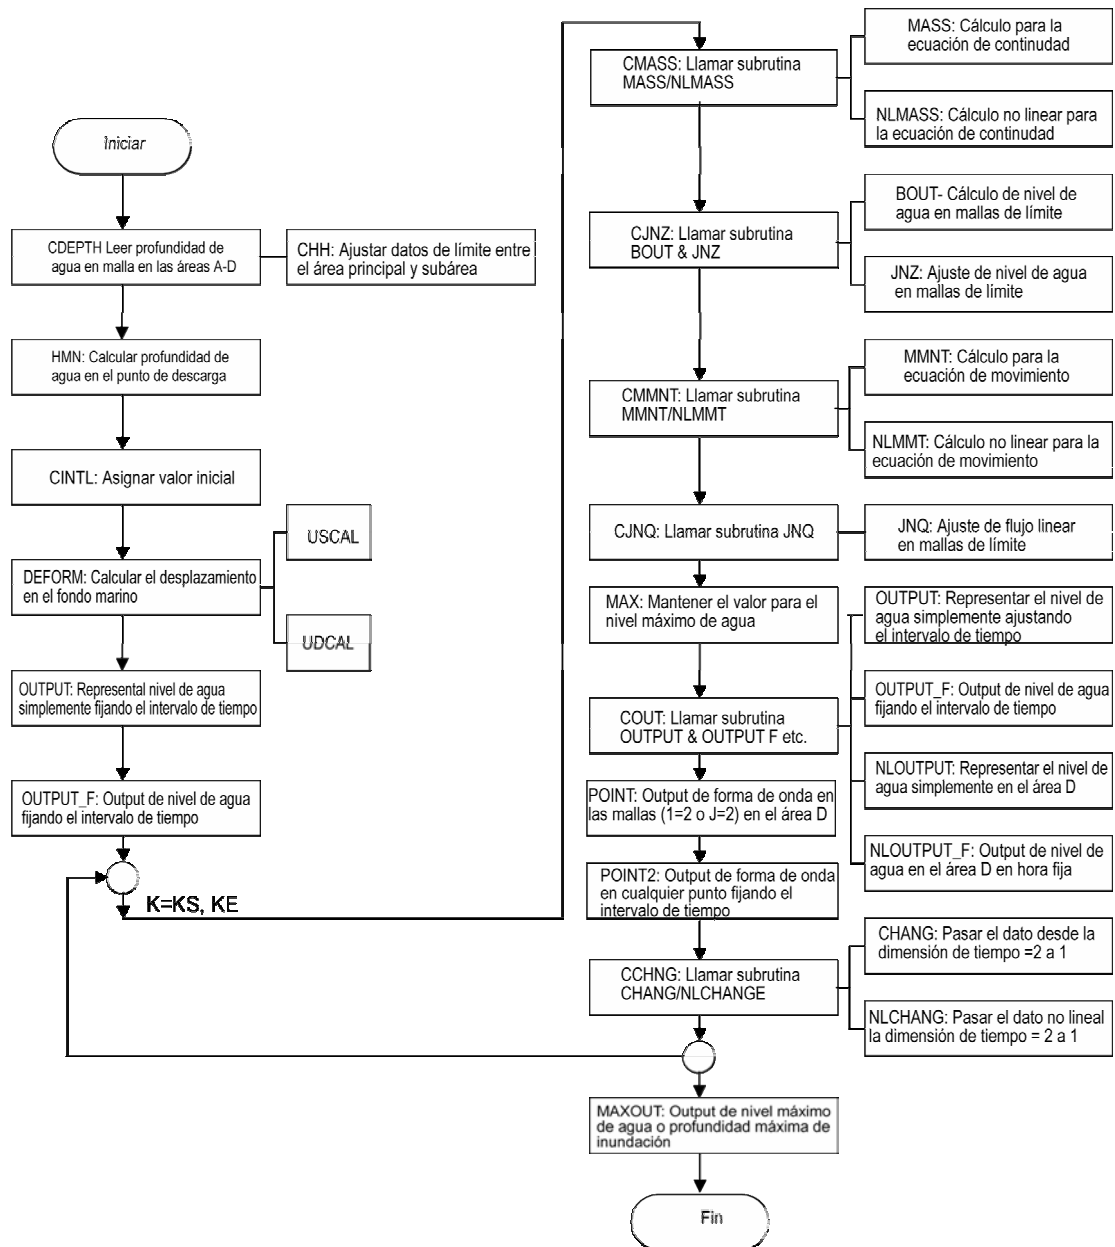 Iniciar
CDEPTH Leer profundidad de
agua en malla en las áreas A-D
CHH: Ajustar datos de límite entre
el área principal y subárea
HMN: Calcular profundidad de
agua en el punto de descarga
CINTL: Asignar valor inicial
DEFORM: Calcular el desplazamiento
en el fondo marino
USCAL
UDCAL
OUTPUT: Represental nivel de agua
simplemente fijando el intervalo de tiempo
OUTPUT_F: Output de nivel de agua
fijando el intervalo de tiempo
K=KS, KE
CMASS: Llamar subrutina
MASS/NLMASS
MASS: Cálculo para la
ecuación de continudad
NLMASS: Cálculo no linear para
la ecuación de continudad
CJNZ: Llamar subrutina
BOUT & JNZ
BOUT- Cálculo de nivel de
agua en mallas de límite
JNZ: Ajuste de nivel de agua
en mallas de límite
CMMNT: Llamar subrutina
MMNT/NLMMT
MMNT: Cálculo para la
ecuación de movimiento
NLMMT: Cálculo no linear para la
ecuación de movimiento
CJNQ: Llamar subrutina JNQ
JNQ: Ajuste de flujo linear
en mallas de límite
MAX: Mantener el valor para el
nivel máximo de agua
COUT: Llamar subrutina
OUTPUT & OUTPUT F etc.
OUTPUT: Representar el nivel de
agua simplemente ajustando
el intervalo de tiempo
OUTPUT_F: Output de nivel de agua
fijando el intervalo de tiempo
NLOUTPUT: Representar el nivel de
agua simplemente en el área D
NLOUTPUT_F: Output de nivel de
agua en el área D en hora fija
POINT: Output de forma de onda en
las mallas (1=2 o J=2) en el área D
POINT2: Output de forma de onda
en cualquier punto fijando el
intervalo de tiempo
CCHNG: Llamar subrutina
CHANG/NLCHANGE
CHANG: Pasar el dato desde la
dimensión de tiempo =2 a 1
NLCHANG: Pasar el dato no lineal
la dimensión de tiempo = 2 a 1
MAXOUT: Output de nivel máximo
de agua o profundidad máxima de
inundación
Fin